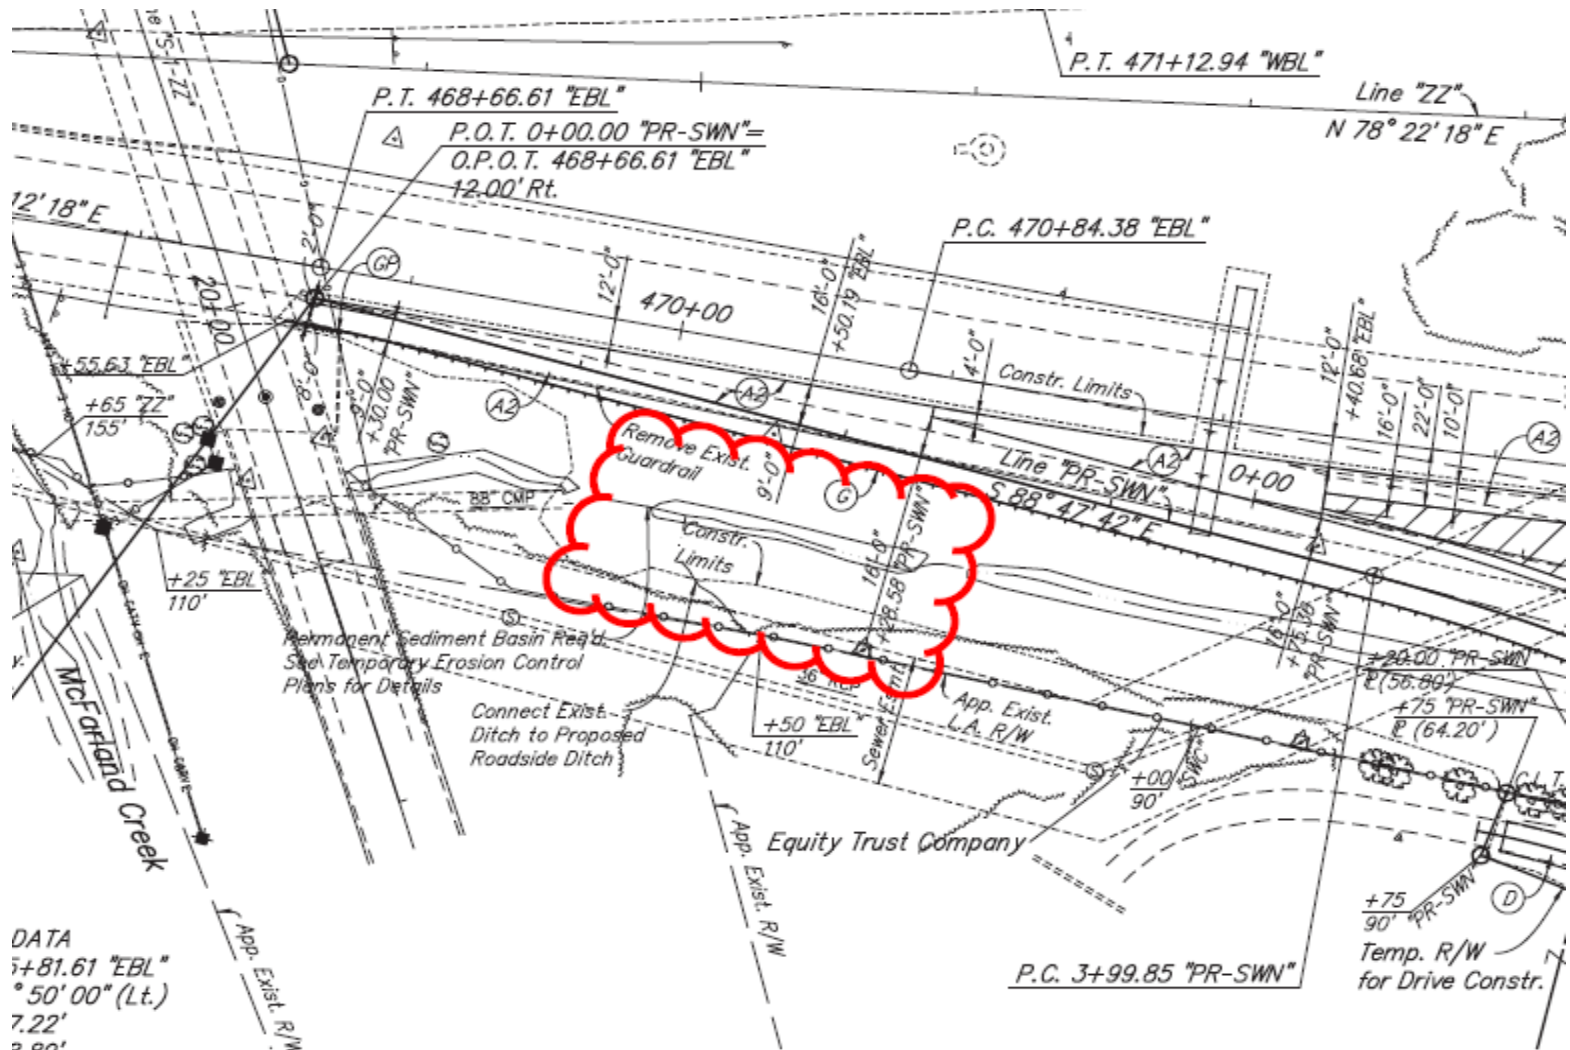 P.T. 471+12.94 "WBL"
Line "ZZ"
N 78° 22' 18" E
P.T. 468+66.61 "EBL"
P.O.T. 0+00.00 "PR-SWN"=
O.P.O.T. 468+66.61 "EBL"
12.00' Rt.
12' 18" E
P.C. 470+84.38 "EBL"
GP
12'-0"
470+00
16'-0"
+50.19 "EBL"
4'-0"
Constr. Limits
12'-0"
+40.68 "EBL"
16'-0"
22'-0"
10'-0"
A2
20+00
+55.63 "EBL"
+65 "ZZ"
155'
+30.00
"PR-SWN"
A2
A2
Remove Exist.
Guardrail
9'-0"
G
Line "PR-SWN"
A2
0+00
S 88° 47' 42" E
88" CMP
Constr.
Limits
16'-0"
+28.58 "PR-SWN"
+25 "EBL"
110'
S
Permanent Sediment Basin Req'd.
See Temporary Erosion Control
Plans for Details
+75.38
"PR-SWN"
+20.00 "PR-SWN"
(56.80')
+75 "PR-SWN"
(64.20')
McFarland Creek
Connect Exist.
Ditch to Proposed
Roadside Ditch
+50 "EBL"
110'
Sewer Esmt.
App. Exist.
L.A. R/W
S
+00 "SWC"
90'
Equity Trust Company
App. Exist. R/W
+75 "PR-SWN"
90'
D
Temp. R/W
for Drive Constr.
P.C. 3+99.85 "PR-SWN"
App. Exist. R/W
DATA
+81.61 "EBL"
° 50' 00" (Lt.)
7.22'